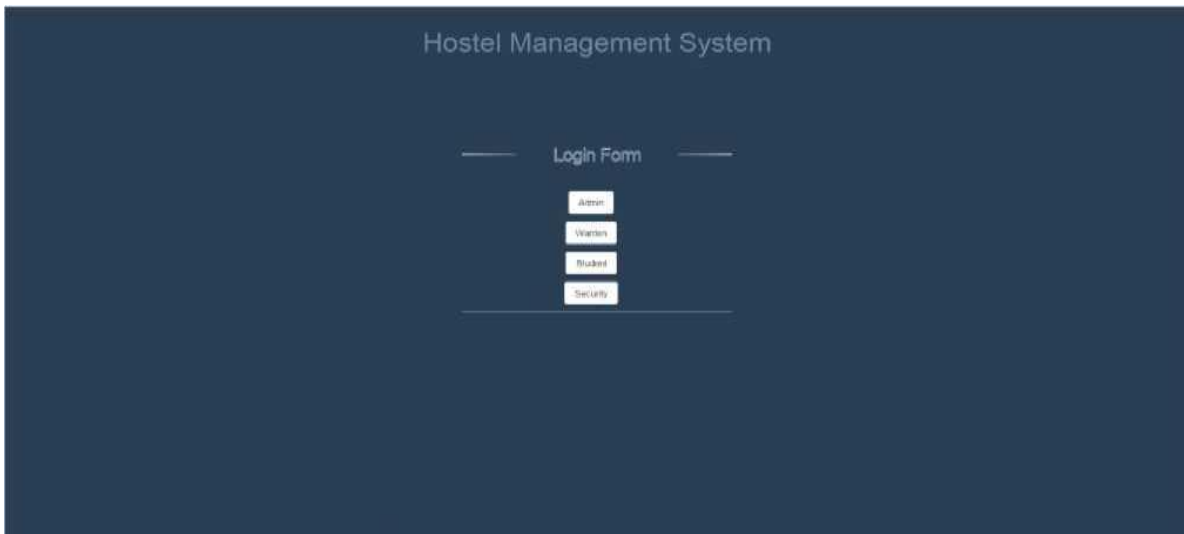 Hostel Management System
Login Form
Admin
Warden
Student
Security